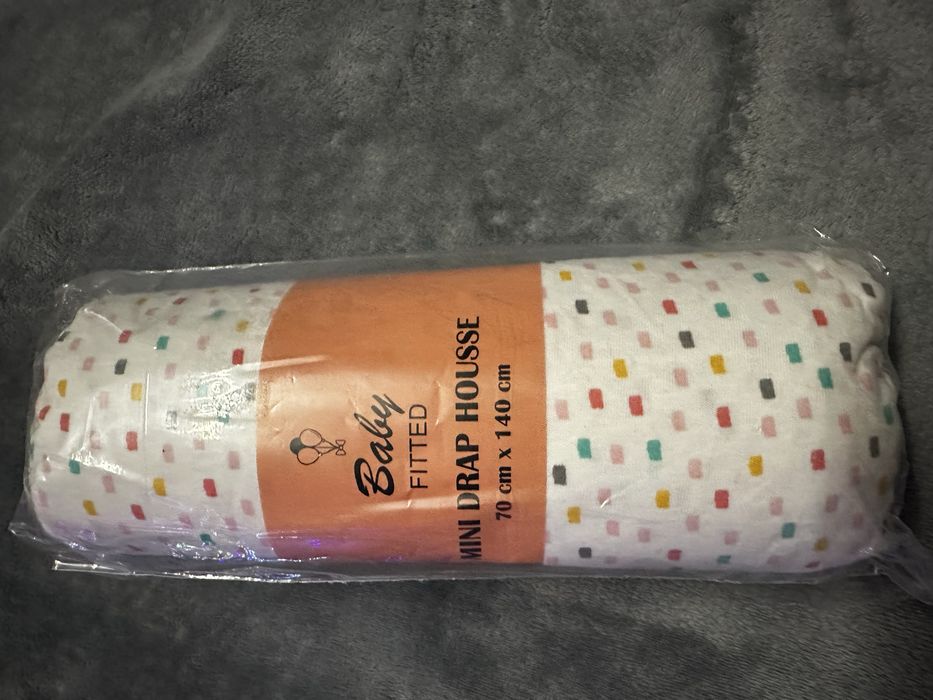 Baby
FITTED
MINI DRAP HOUSSE
70 cm x 140 cm